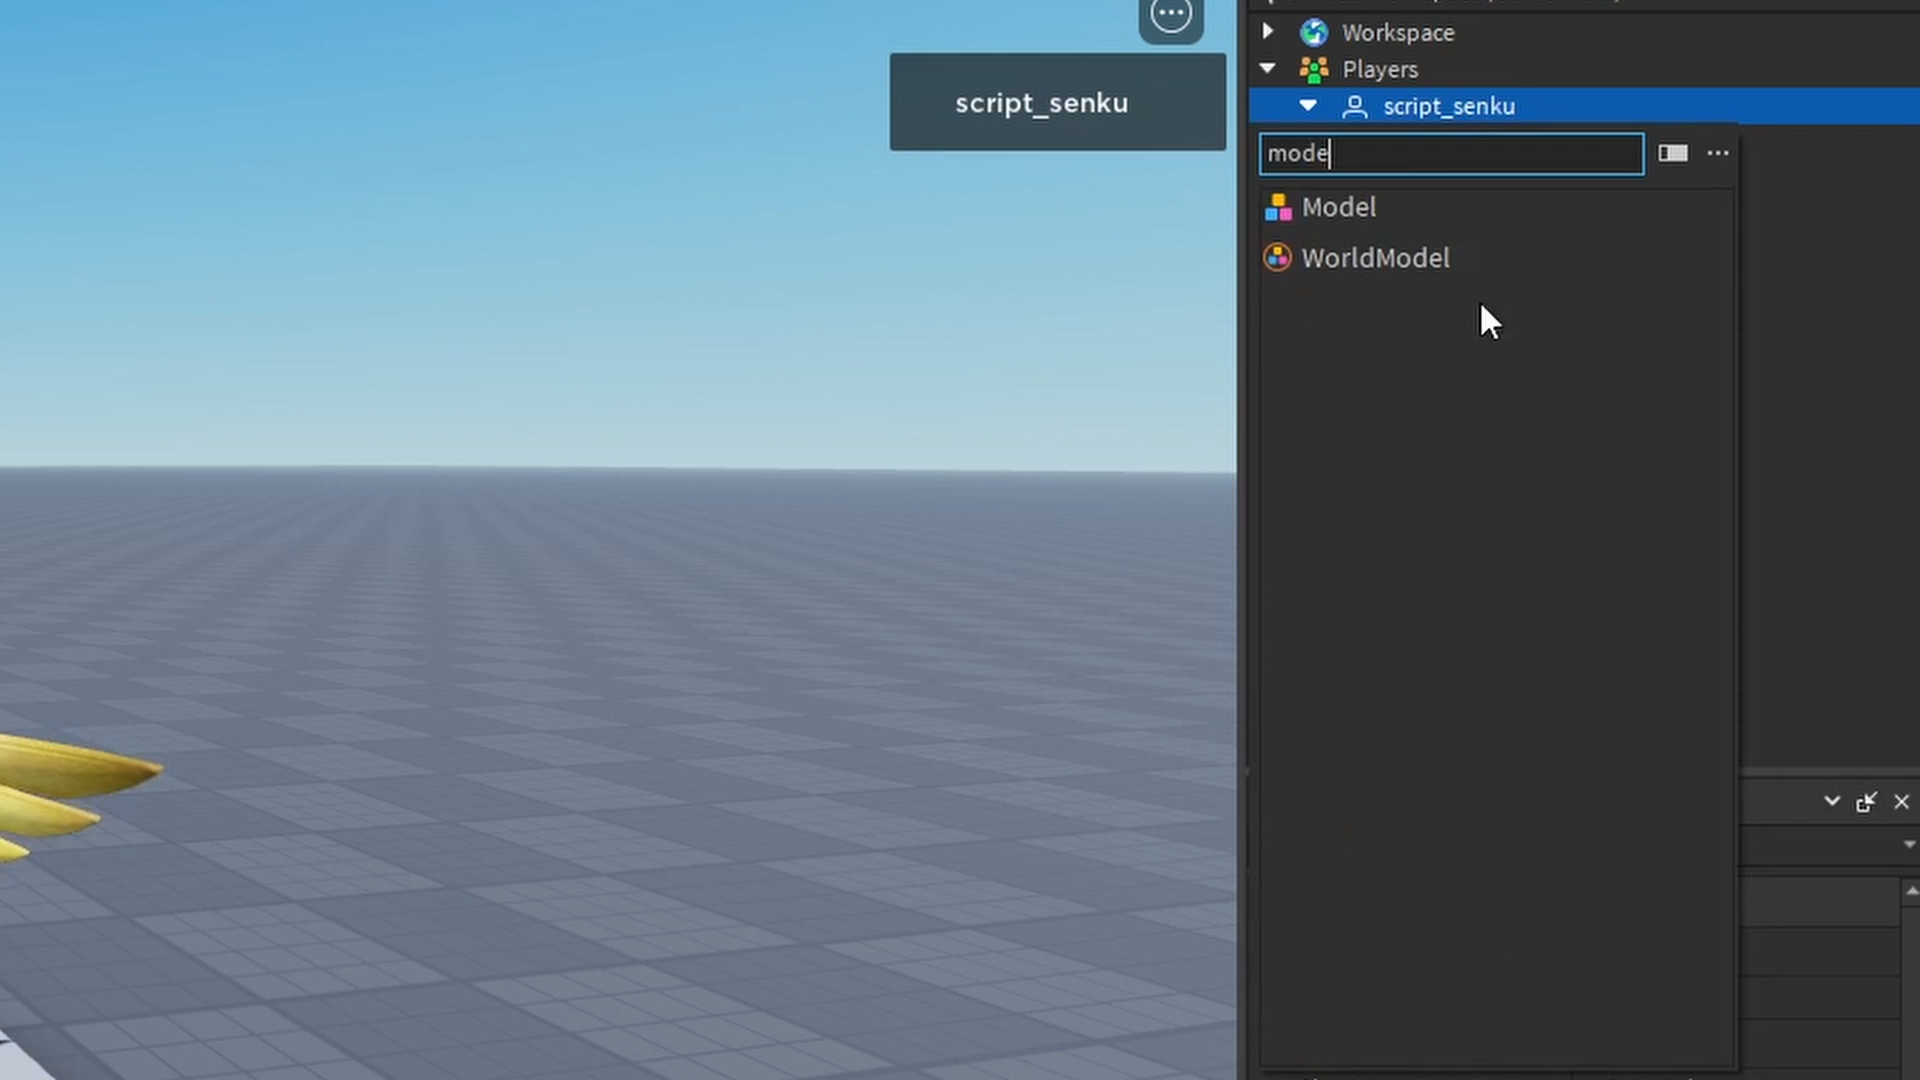 script_senku
Workspace
Players
script_senku
mode
Model
WorldModel